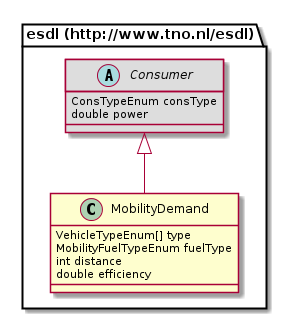 esdl (http://www.tno.nl/esdl)
A Consumer
ConsTypeEnum consType
double power
C MobilityDemand
VehicleTypeEnum[] type
MobilityFuelTypeEnum fuelType
int distance
double efficiency